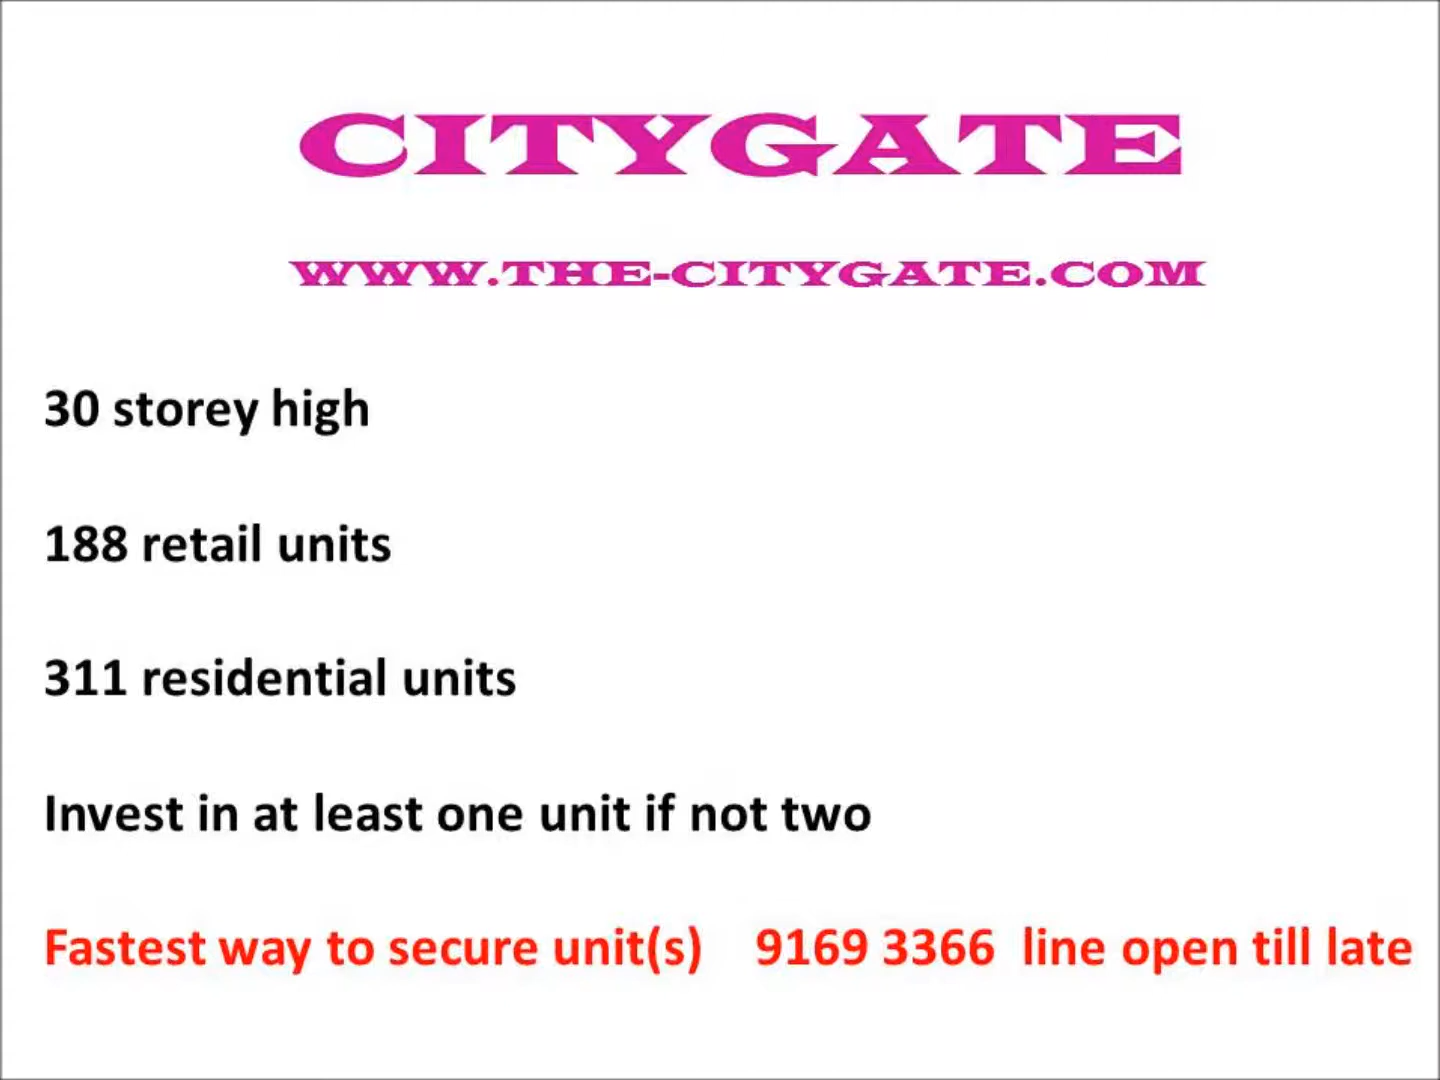 CITYGATE
WWW.THE-CITYGATE.COM
30 storey high
188 retail units
311 residential units
Invest in at least one unit if not two
Fastest way to secure unit(s) 9169 3366 line open till late